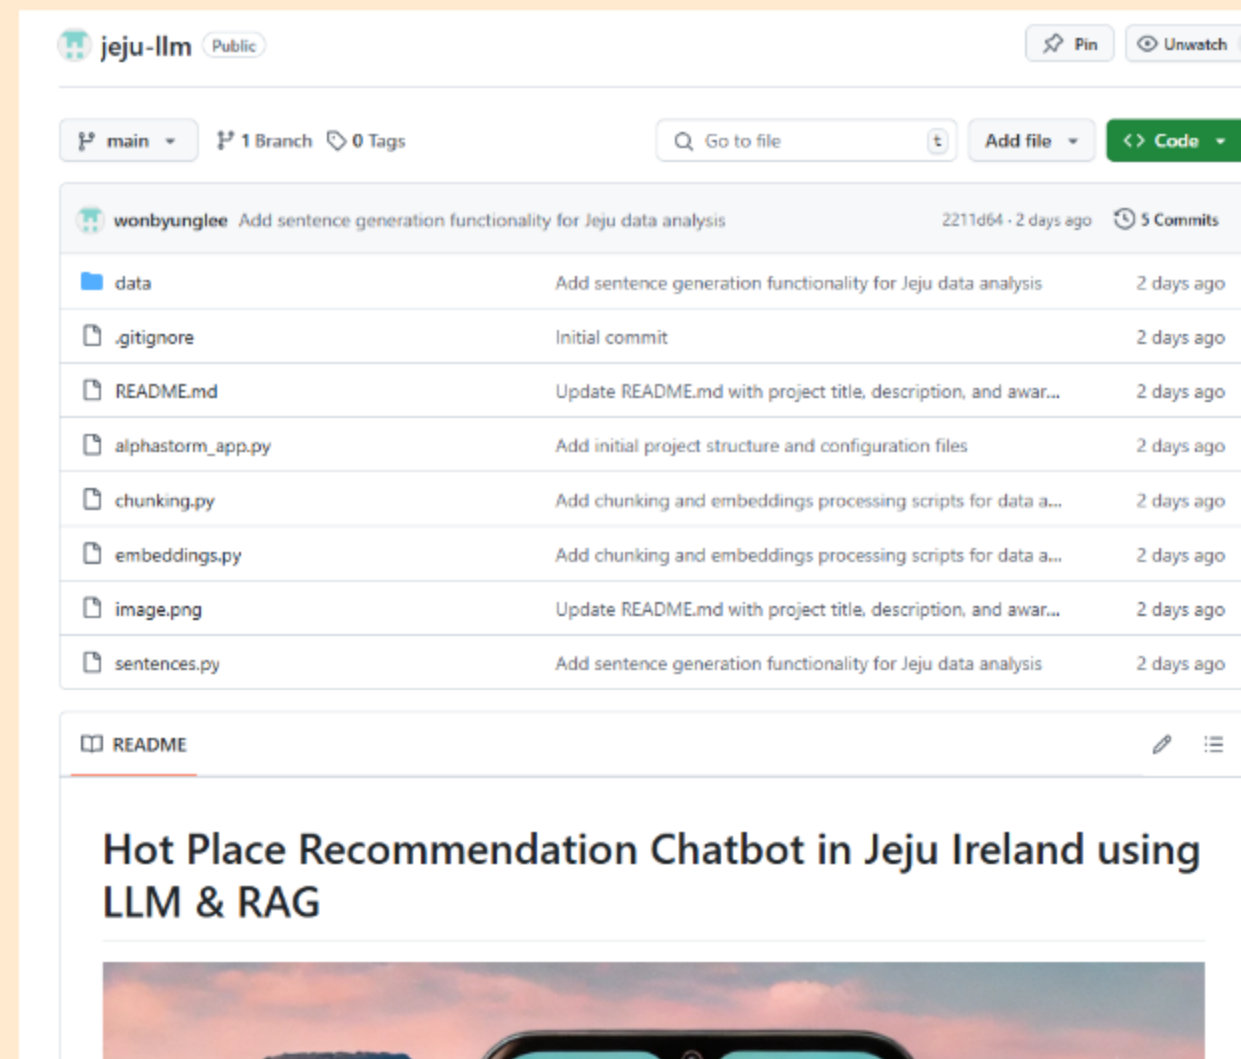 jeju-llm Public Pin Unwatch
main 1 Branch 0 Tags Go to file t Add file <> Code
wonbyunglee Add sentence generation functionality for Jeju data analysis 2211d64 · 2 days ago 5 Commits
data Add sentence generation functionality for Jeju data analysis 2 days ago
.gitignore Initial commit 2 days ago
README.md Update README.md with project title, description, and awar... 2 days ago
alphastorm_app.py Add initial project structure and configuration files 2 days ago
chunking.py Add chunking and embeddings processing scripts for data a... 2 days ago
embeddings.py Add chunking and embeddings processing scripts for data a... 2 days ago
image.png Update README.md with project title, description, and awar... 2 days ago
sentences.py Add sentence generation functionality for Jeju data analysis 2 days ago
README
Hot Place Recommendation Chatbot in Jeju Ireland using
LLM & RAG